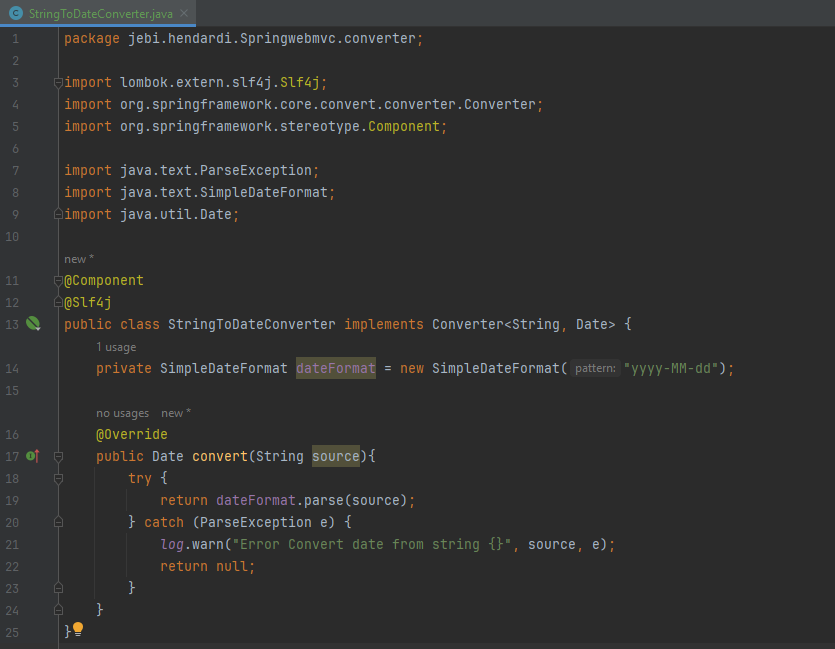 StringToDateConverter.java
1 package jebi.hendardi.Springwebmvc.converter;
2
3 import lombok.extern.slf4j.Slf4j;
4 import org.springframework.core.convert.converter.Converter;
5 import org.springframework.stereotype.Component;
6
7 import java.text.ParseException;
8 import java.text.SimpleDateFormat;
9 import java.util.Date;
10
new *
11 @Component
12 @Slf4j
13 public class StringToDateConverter implements Converter<String, Date> {
1 usage
14 private SimpleDateFormat dateFormat = new SimpleDateFormat( pattern: "yyyy-MM-dd");
15
no usages new *
16 @Override
17 public Date convert(String source){
18 try {
19 return dateFormat.parse(source);
20 } catch (ParseException e) {
21 log.warn("Error Convert date from string {}", source, e);
22 return null;
23 }
24 }
25 }